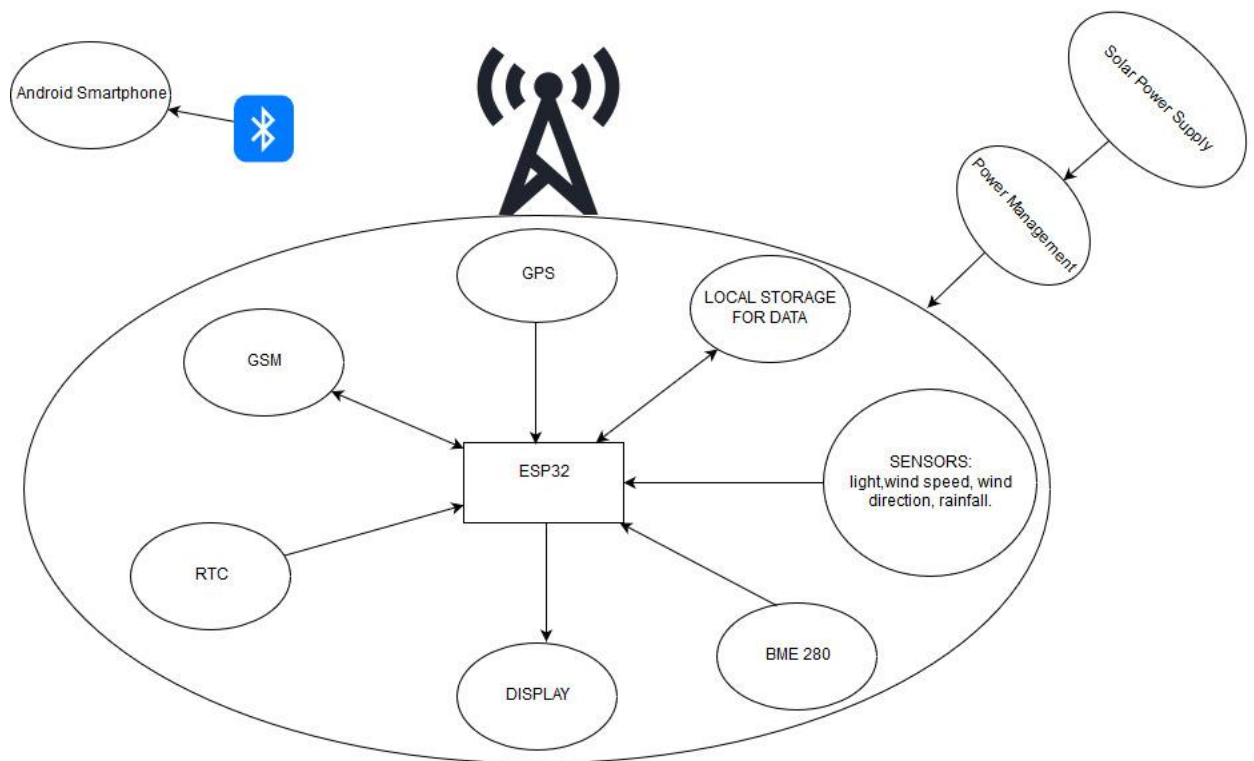 Android Smartphone
Solar Power Supply
Power Management
GPS
LOCAL STORAGE
FOR DATA
GSM
ESP32
SENSORS:
light,wind speed, wind
direction, rainfall.
RTC
BME 280
DISPLAY